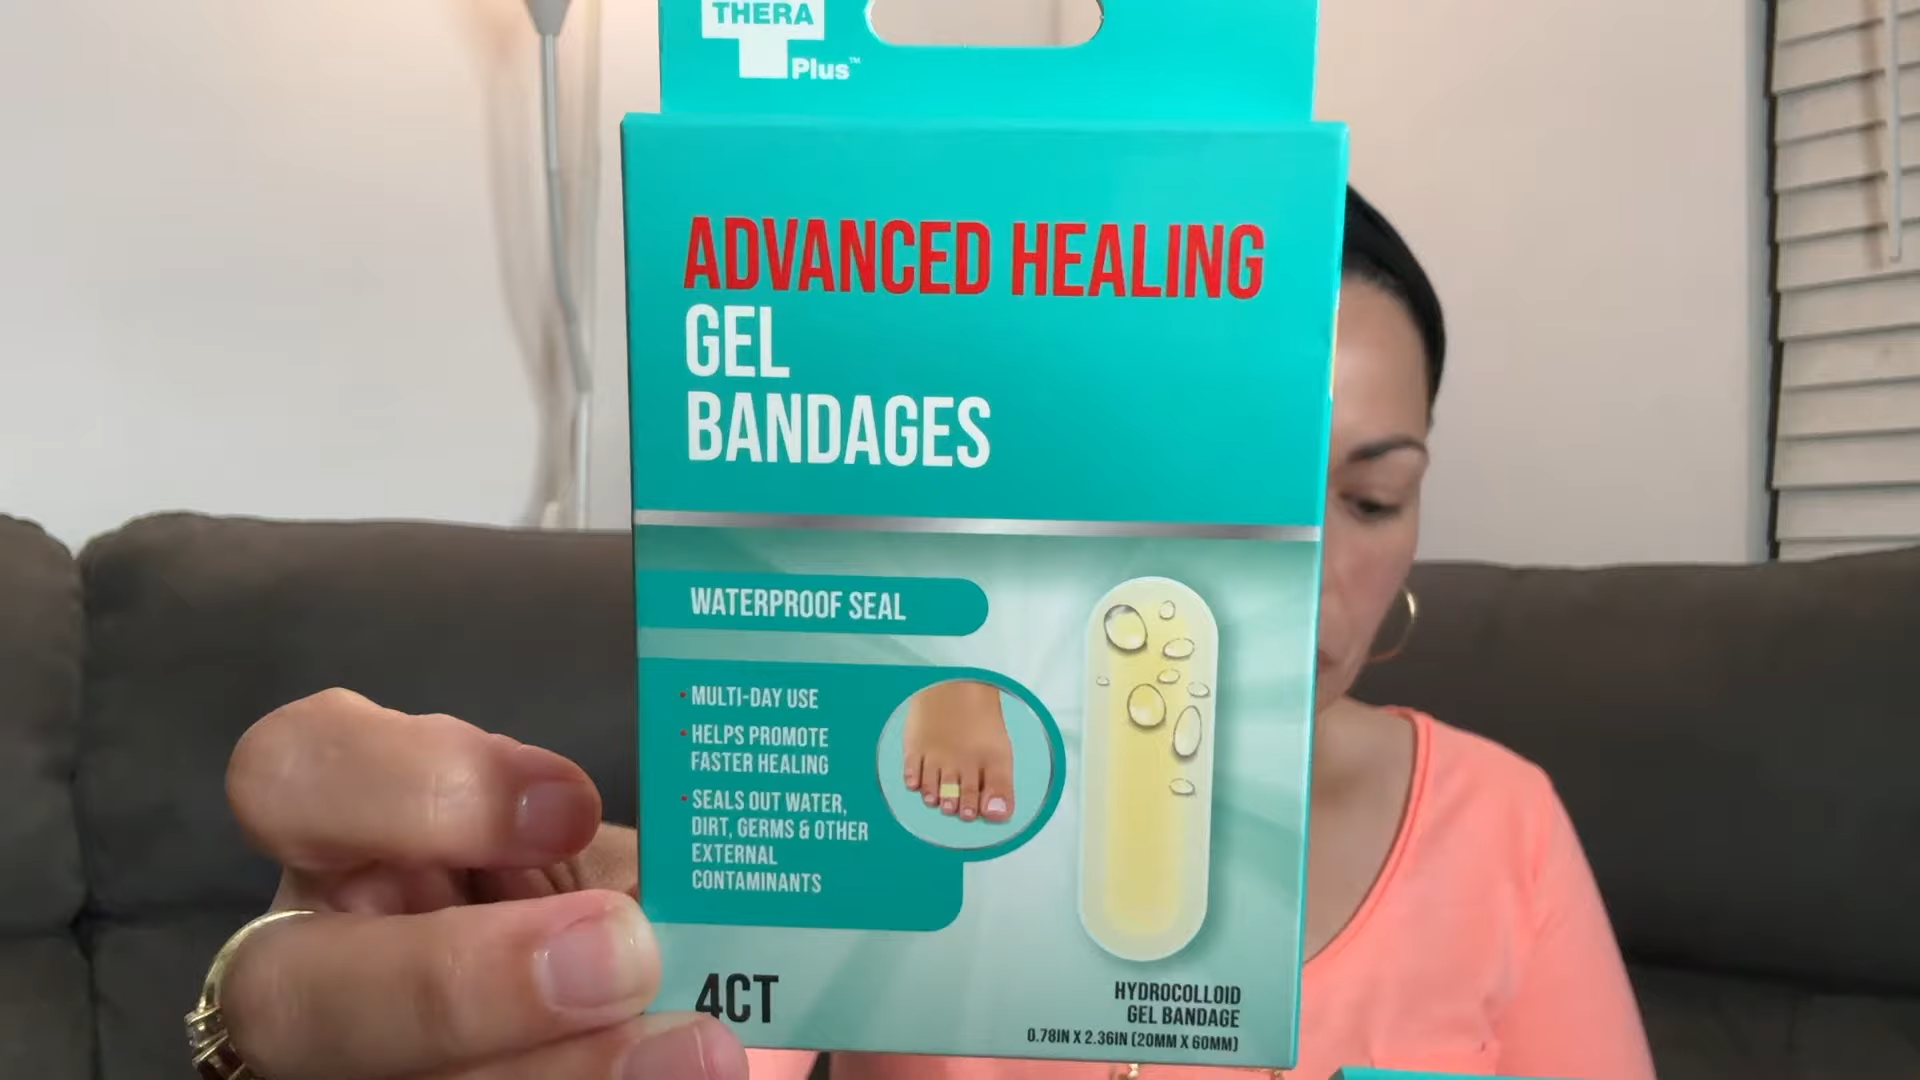 THERA
Plus™
ADVANCED HEALING
GEL
BANDAGES
WATERPROOF SEAL
• MULTI-DAY USE
• HELPS PROMOTE
FASTER HEALING
• SEALS OUT WATER,
DIRT, GERMS & OTHER
EXTERNAL
CONTAMINANTS
4CT
HYDROCOLLOID
GEL BANDAGE
0.78IN X 2.36IN (20MM X 60MM)